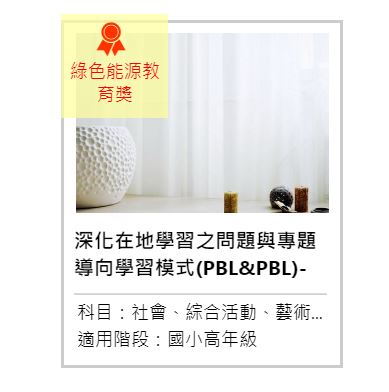 綠色能源教
育獎
深化在地學習之問題與專題
導向學習模式(PBL&PBL)-
科目：社會、綜合活動、藝術...
適用階段：國小高年級